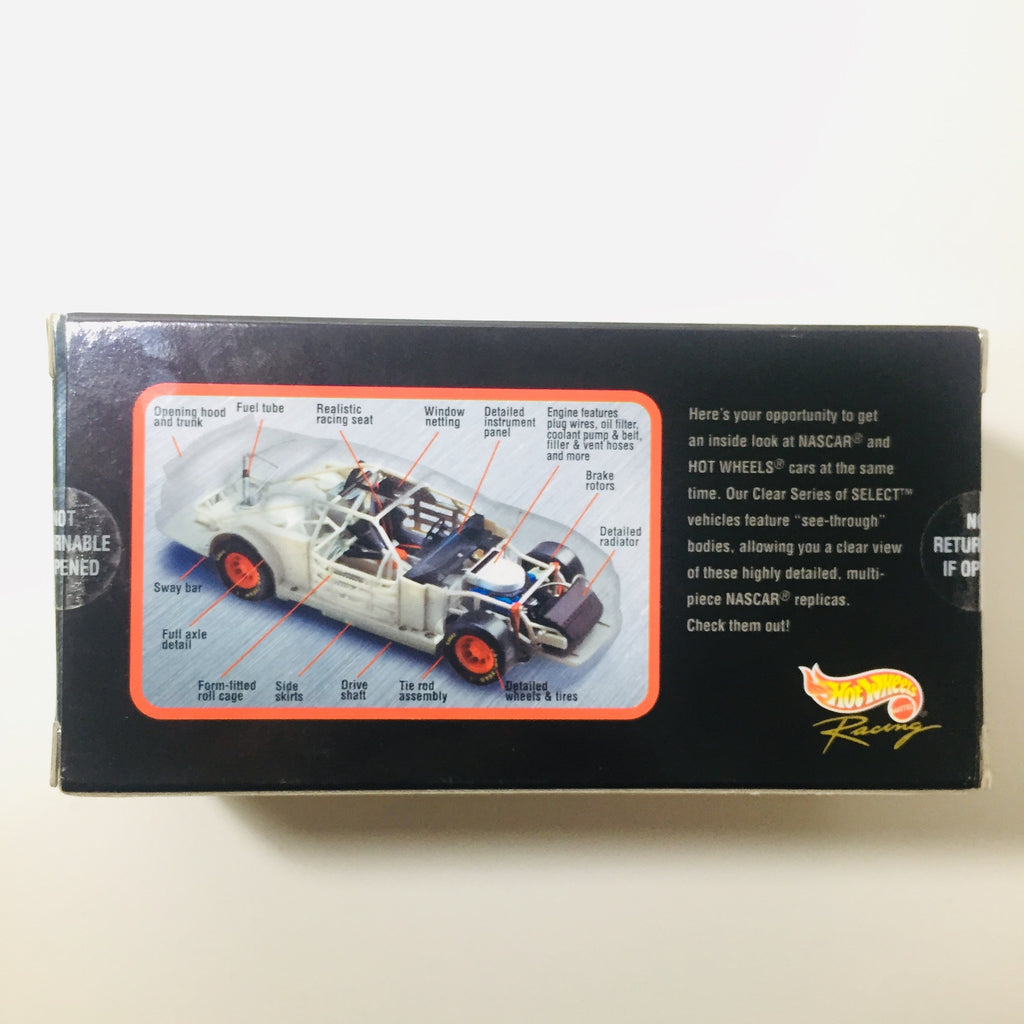 Opening hood
and trunk
Fuel tube
Realistic
racing seat
Window
netting
Detailed
instrument
panel
Engine features
plug wires, oil filter,
coolant pump & belt,
filler & vent hoses
and more
Brake
rotors
Detailed
radiator
Sway bar
Full axle
detail
Form-fitted
roll cage
Side
skirts
Drive
shaft
Tie rod
assembly
Detailed
wheels & tires
Here's your opportunity to get
an inside look at NASCAR® and
HOT WHEELS® cars at the same
time. Our Clear Series of SELECT™
vehicles feature "see-through"
bodies, allowing you a clear view
of these highly detailed, multi-
piece NASCAR® replicas.
Check them out!
Hot Wheels
MATTEL
Racing
OT
RNABLE
PENED
N
RETUR
IF OP